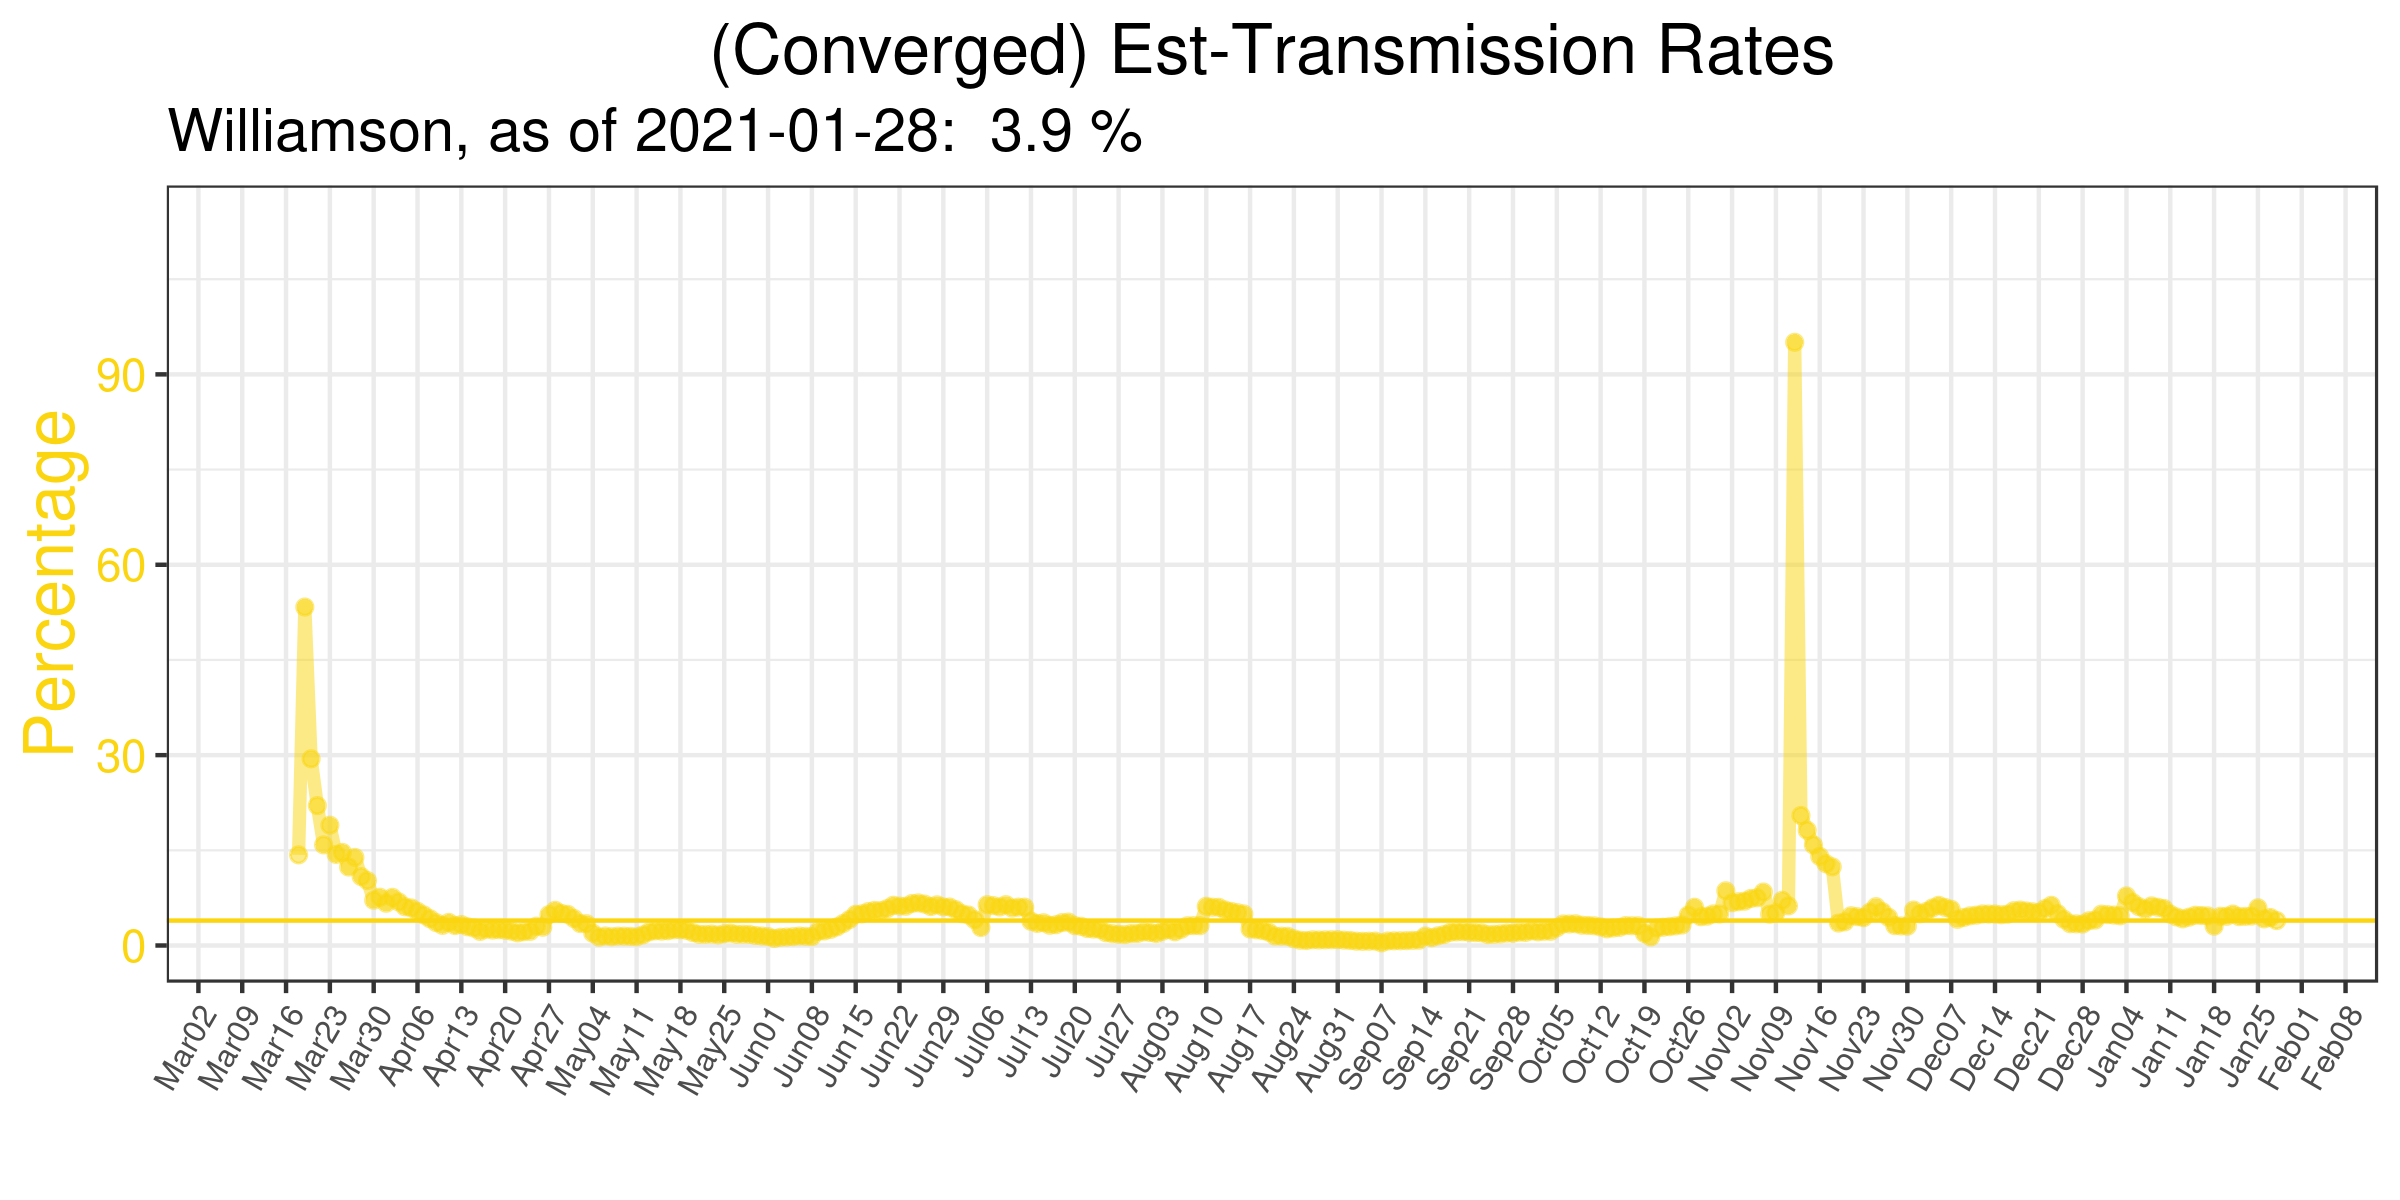 (Converged) Est-Transmission Rates
Williamson, as of 2021-01-28:  3.9 %
Percentage
90
60
30
0
Mar02 Mar09 Mar16 Mar23 Mar30 Apr06 Apr13 Apr20 Apr27 May04 May11 May18 May25 Jun01 Jun08 Jun15 Jun22 Jun29 Jul06 Jul13 Jul20 Jul27 Aug03 Aug10 Aug17 Aug24 Aug31 Sep07 Sep14 Sep21 Sep28 Oct05 Oct12 Oct19 Oct26 Nov02 Nov09 Nov16 Nov23 Nov30 Dec07 Dec14 Dec21 Dec28 Jan04 Jan11 Jan18 Jan25 Feb01 Feb08